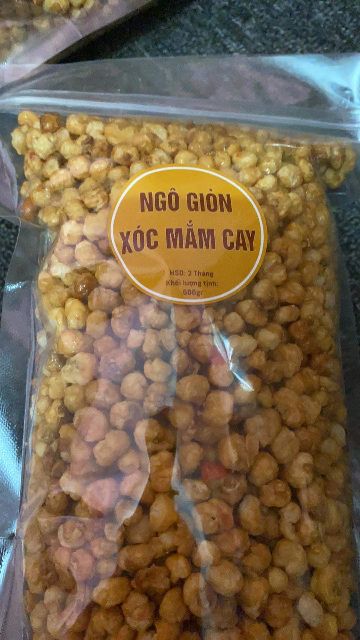 NGÔ GIÒN
XÓC MẮM CAY
HSD: 2 Tháng
Khối lượng tịnh:
500gr